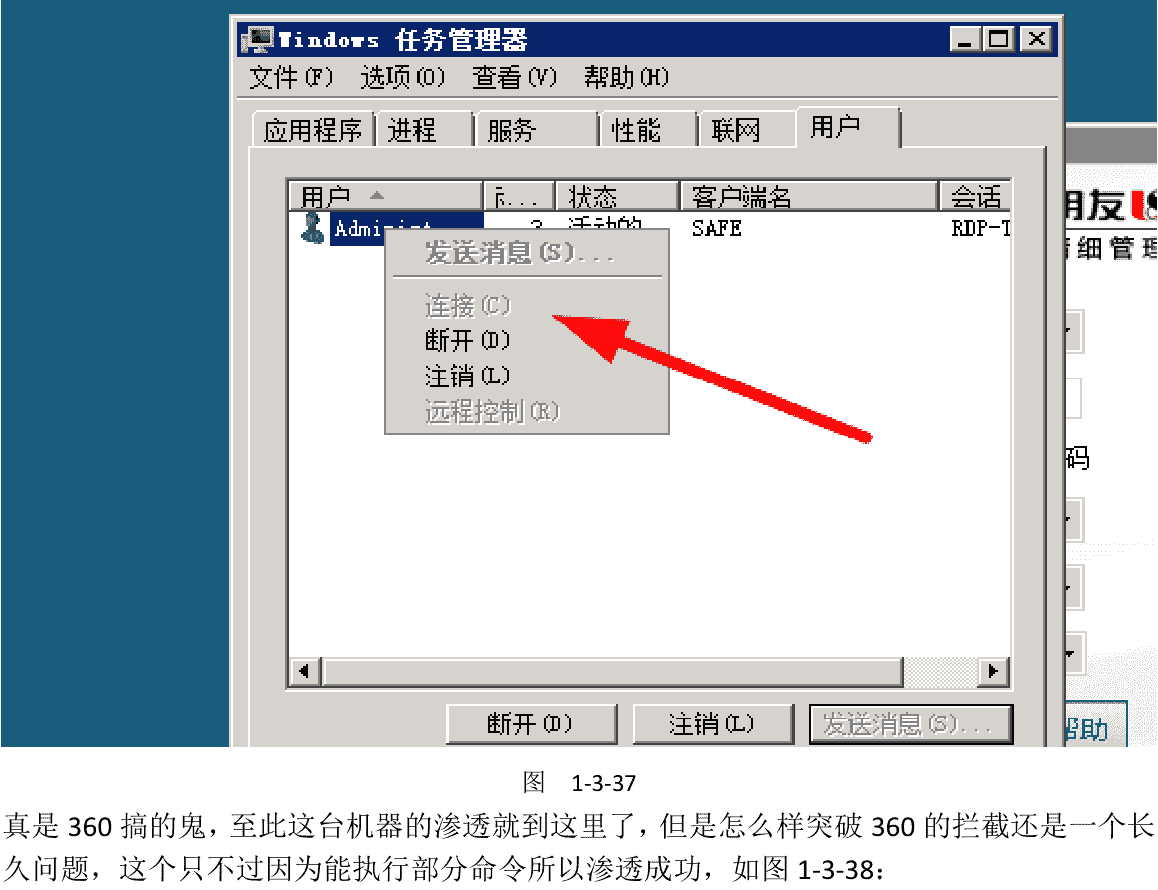 Windows 任务管理器
文件(F) 选项(O) 查看(V) 帮助(H)
应用程序 进程 服务 性能 联网 用户
用户 状态 客户端名 会话
SAFE RDP-T
发送消息(S)...
连接(C)
断开(D)
注销(L)
远程控制(R)
朋友
细管理
码
断开(D) 注销(L) 发送消息(S)... 帮助
图 1-3-37
真是 360 搞的鬼，至此这台机器的渗透就到这里了，但是怎么样突破 360 的拦截还是一个长
久问题，这个只不过因为能执行部分命令所以渗透成功，如图 1-3-38：